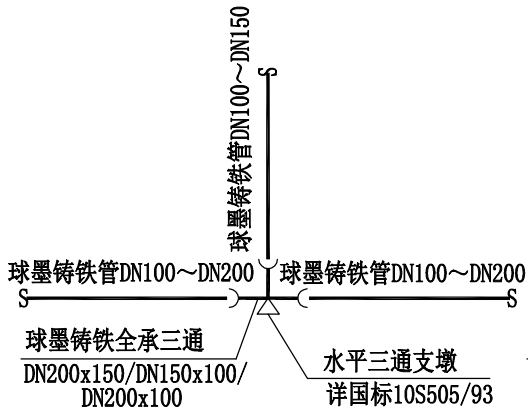 球墨铸铁管DN100～DN150
球墨铸铁管DN100～DN200
球墨铸铁管DN100～DN200
S
S
S
球墨铸铁全承三通
DN200x150/DN150x100/
DN200x100
水平三通支墩
详国标10S505/93